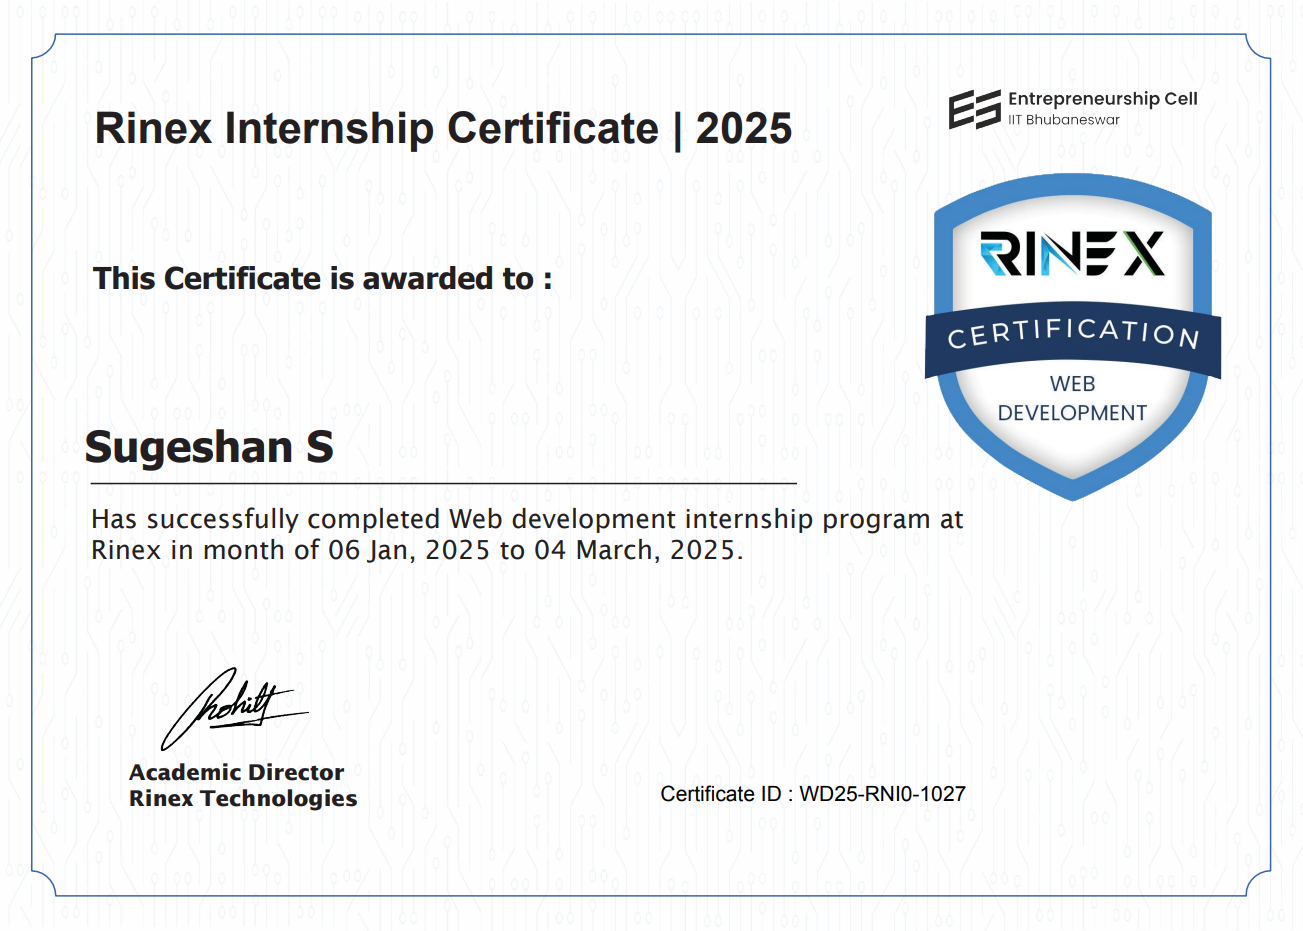 Rinex Internship Certificate | 2025
Entrepreneurship Cell
IIT Bhubaneswar
RINEX
CERTIFICATION
WEB
DEVELOPMENT
This Certificate is awarded to :
Sugeshan S
Has successfully completed Web development internship program at
Rinex in month of 06 Jan, 2025 to 04 March, 2025.
Academic Director
Rinex Technologies
Certificate ID : WD25-RNI0-1027